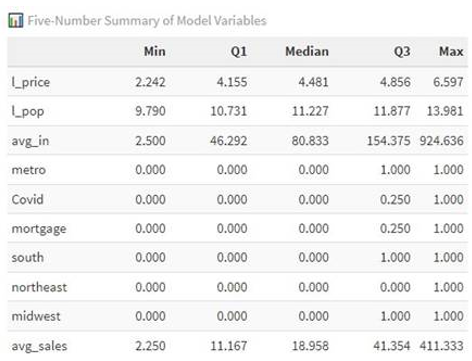 Five-Number Summary of Model Variables
Min Q1 Median Q3 Max
l_price 2.242 4.155 4.481 4.856 6.597
l_pop 9.790 10.731 11.227 11.877 13.981
avg_in 2.500 46.292 80.833 154.375 924.636
metro 0.000 0.000 0.000 1.000 1.000
Covid 0.000 0.000 0.000 0.250 1.000
mortgage 0.000 0.000 0.000 0.250 1.000
south 0.000 0.000 0.000 1.000 1.000
northeast 0.000 0.000 0.000 0.000 1.000
midwest 0.000 0.000 0.000 1.000 1.000
avg_sales 2.250 11.167 18.958 41.354 411.333